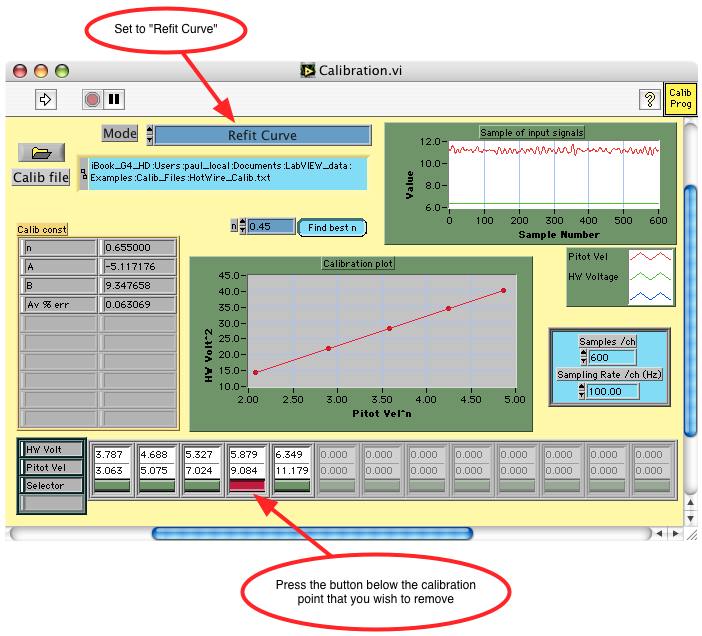 Set to "Refit Curve"
Calibration.vi
?
Calib
Prog
Mode
Refit Curve
Calib file
iBook_G4_HD:Users:paul_local:Documents:LabVIEW_data:
Examples:Calib_Files:HotWire_Calib.txt
Sample of input signals
Value
12.0
10.0
8.0
6.0
0 100 200 300 400 500 600
Sample Number
n 0.45 Find best n
Calib const
n 0.655000
A -5.117176
B 9.347658
Av % err 0.063069
Calibration plot
HW Volt^2
45.0
40.0
35.0
30.0
25.0
20.0
15.0
10.0
2.00 2.50 3.00 3.50 4.00 4.50 5.00
Pitot Vel^n
Pitot Vel
HW Voltage
Samples /ch
600
Sampling Rate /ch (Hz)
100.00
HW Volt 3.787 4.688 5.327 5.879 6.349 0.000 0.000 0.000 0.000 0.000 0.000 0.000 0.000
Pitot Vel 3.063 5.075 7.024 9.084 11.179 0.000 0.000 0.000 0.000 0.000 0.000 0.000 0.000
Selector
Press the button below the calibration
point that you wish to remove